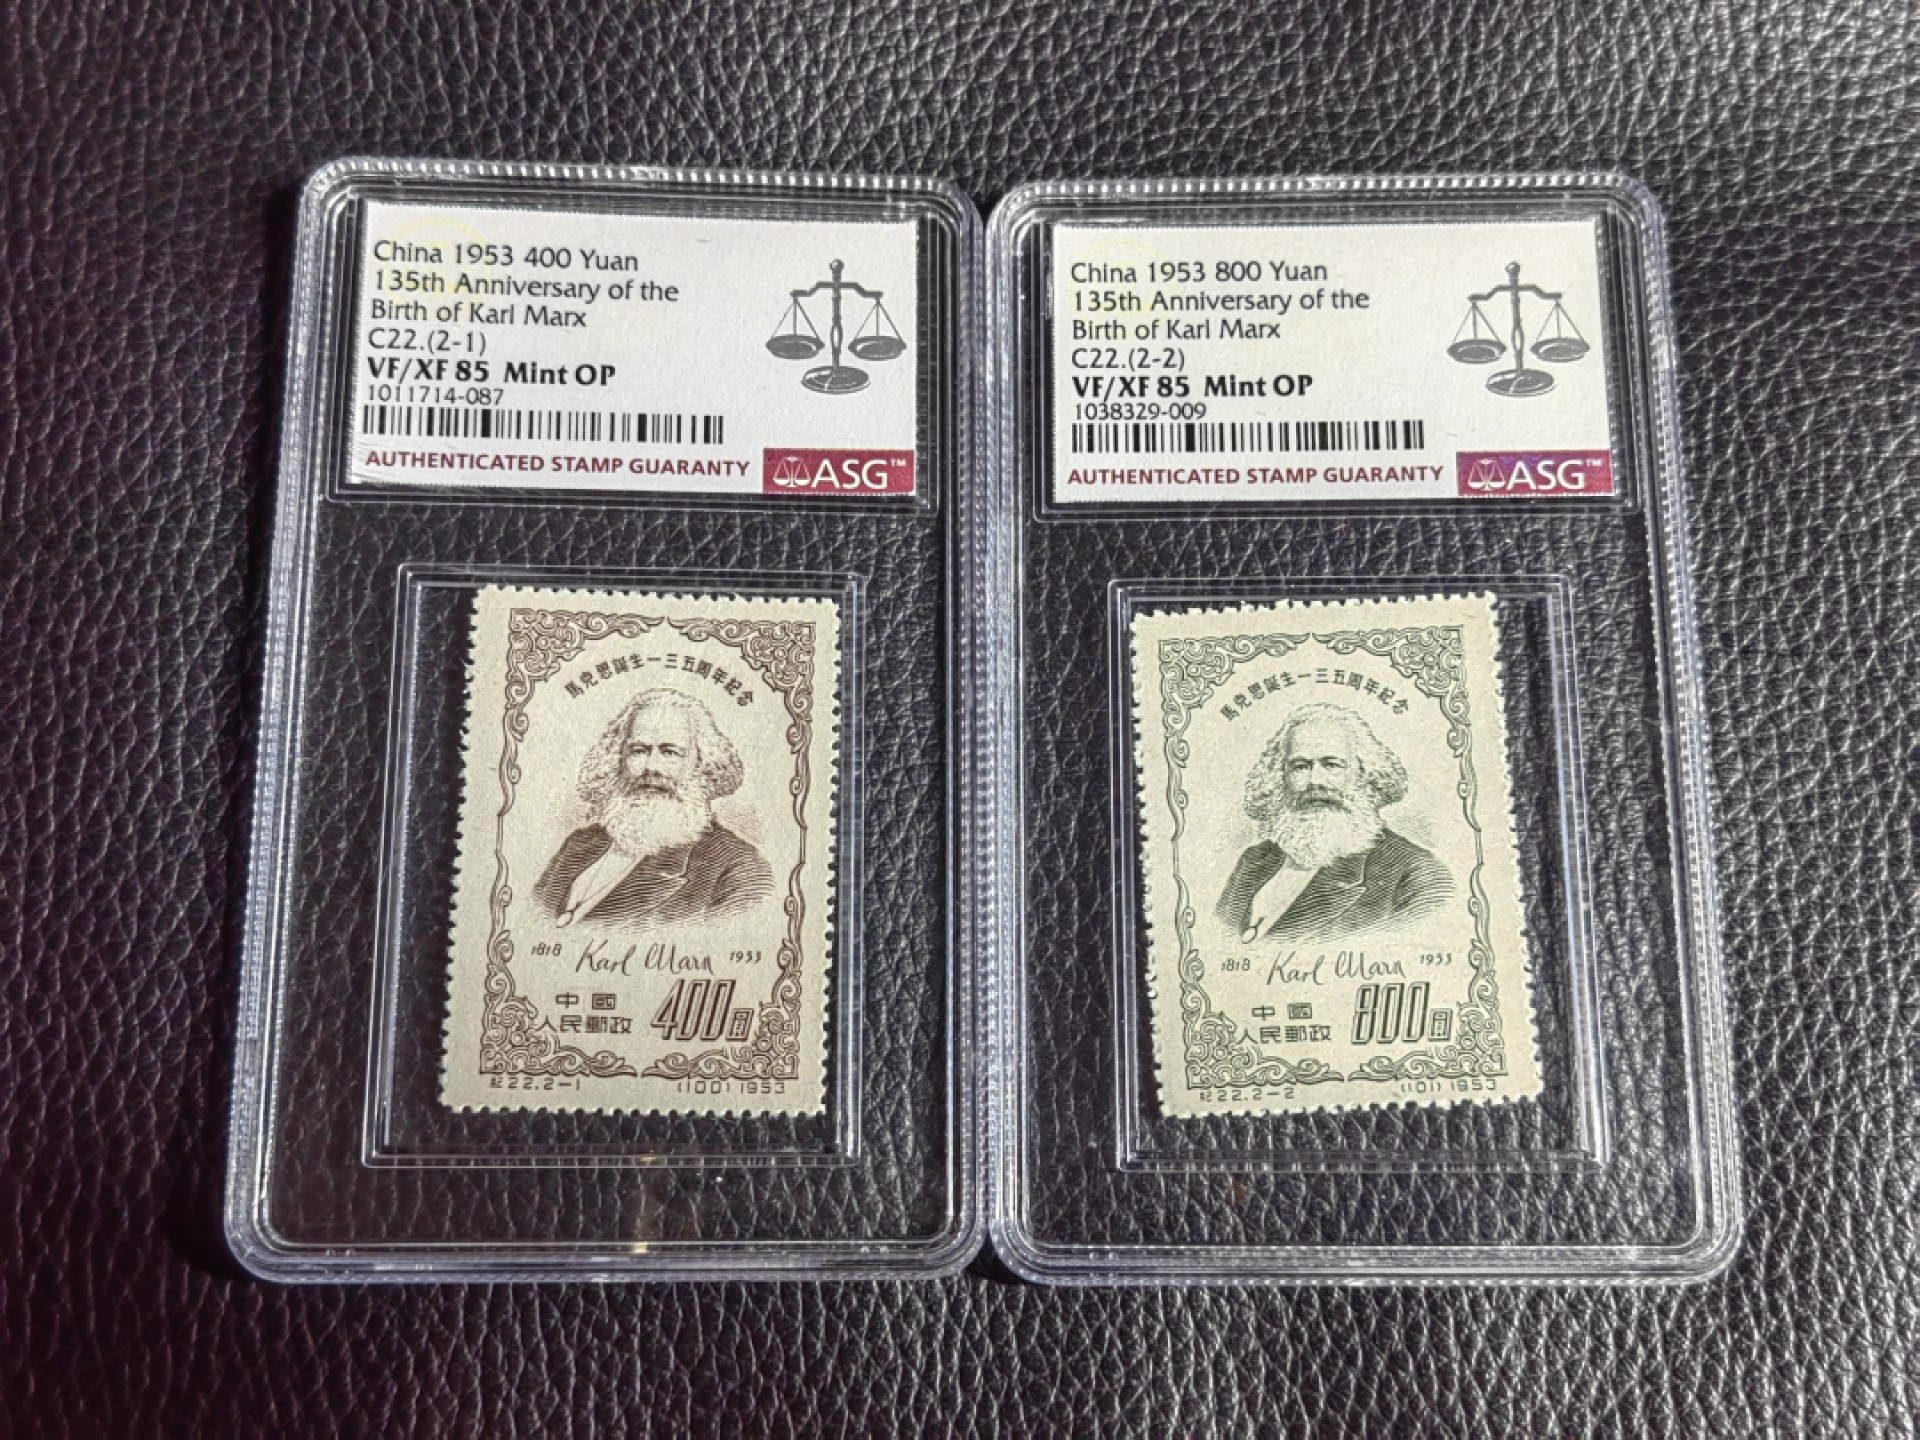 China 1953 400 Yuan
135th Anniversary of the
Birth of Karl Marx
C22.(2-1)
VF/XF 85 Mint OP
1011714-087
AUTHENTICATED STAMP GUARANTY
ASG™
馬克思誕生一三五周年紀念
1818 Karl Marx 1953
中國
人民郵政 400圓
紀22.2-1 (100) 1953
China 1953 800 Yuan
135th Anniversary of the
Birth of Karl Marx
C22.(2-2)
VF/XF 85 Mint OP
1038329-009
AUTHENTICATED STAMP GUARANTY
ASG™
馬克思誕生一三五周年紀念
1818 Karl Marx 1953
中國
人民郵政 800圓
紀22.2-2 (101) 1953